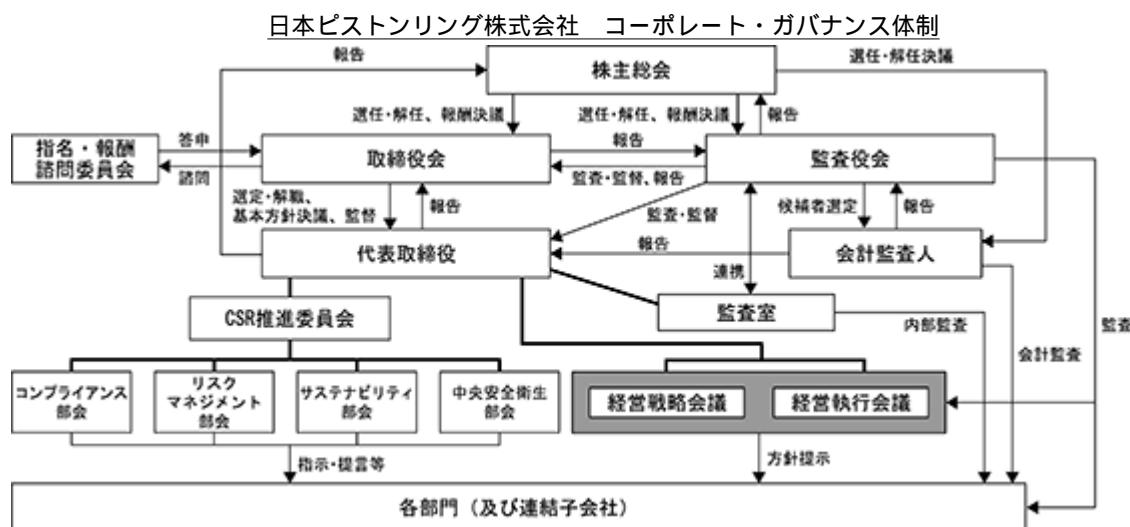 日本ピストンリング株式会社　コーポレート・ガバナンス体制
報告
株主総会
選任・解任決議
選任・解任、報酬決議
選任・解任、報酬決議
報告
指名・報酬
諮問委員会
答申
諮問
取締役会
報告
監査・監督、報告
監査役会
選定・解職、
基本方針決議、監督
報告
監査・監督
候補者選定
報告
代表取締役
報告
会計監査人
連携
CSR推進委員会
監査室
内部監査
会計監査
監査
コンプライアンス
部会
リスク
マネジメント
部会
サステナビリティ
部会
中央安全衛生
部会
経営戦略会議
経営執行会議
指示・提言等
方針提示
各部門（及び連結子会社）